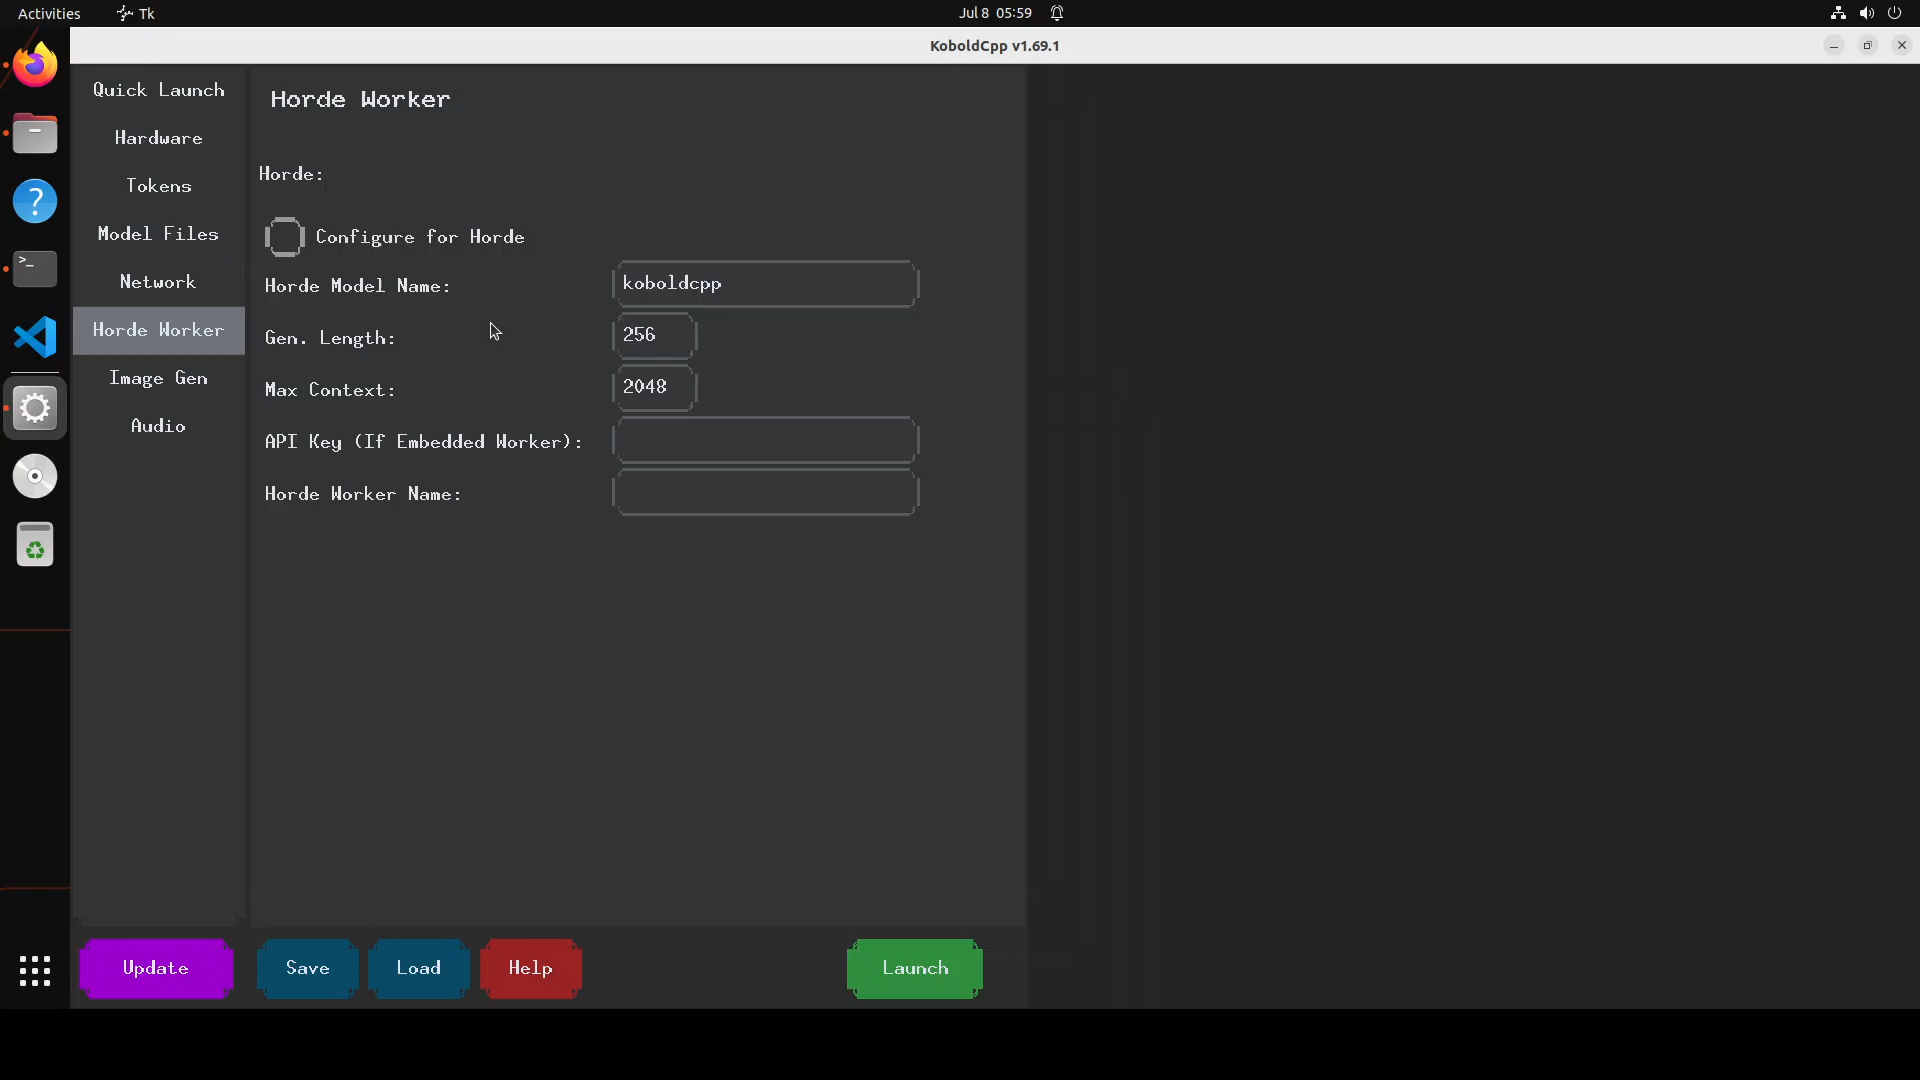 Activities Tk Jul 8 05:59
KoboldCpp v1.69.1
Quick Launch
Hardware
Tokens
Model Files
Network
Horde Worker
Image Gen
Audio
Horde Worker
Horde:
Configure for Horde
Horde Model Name: koboldcpp
Gen. Length: 256
Max Context: 2048
API Key (If Embedded Worker):
Horde Worker Name:
Update Save Load Help Launch